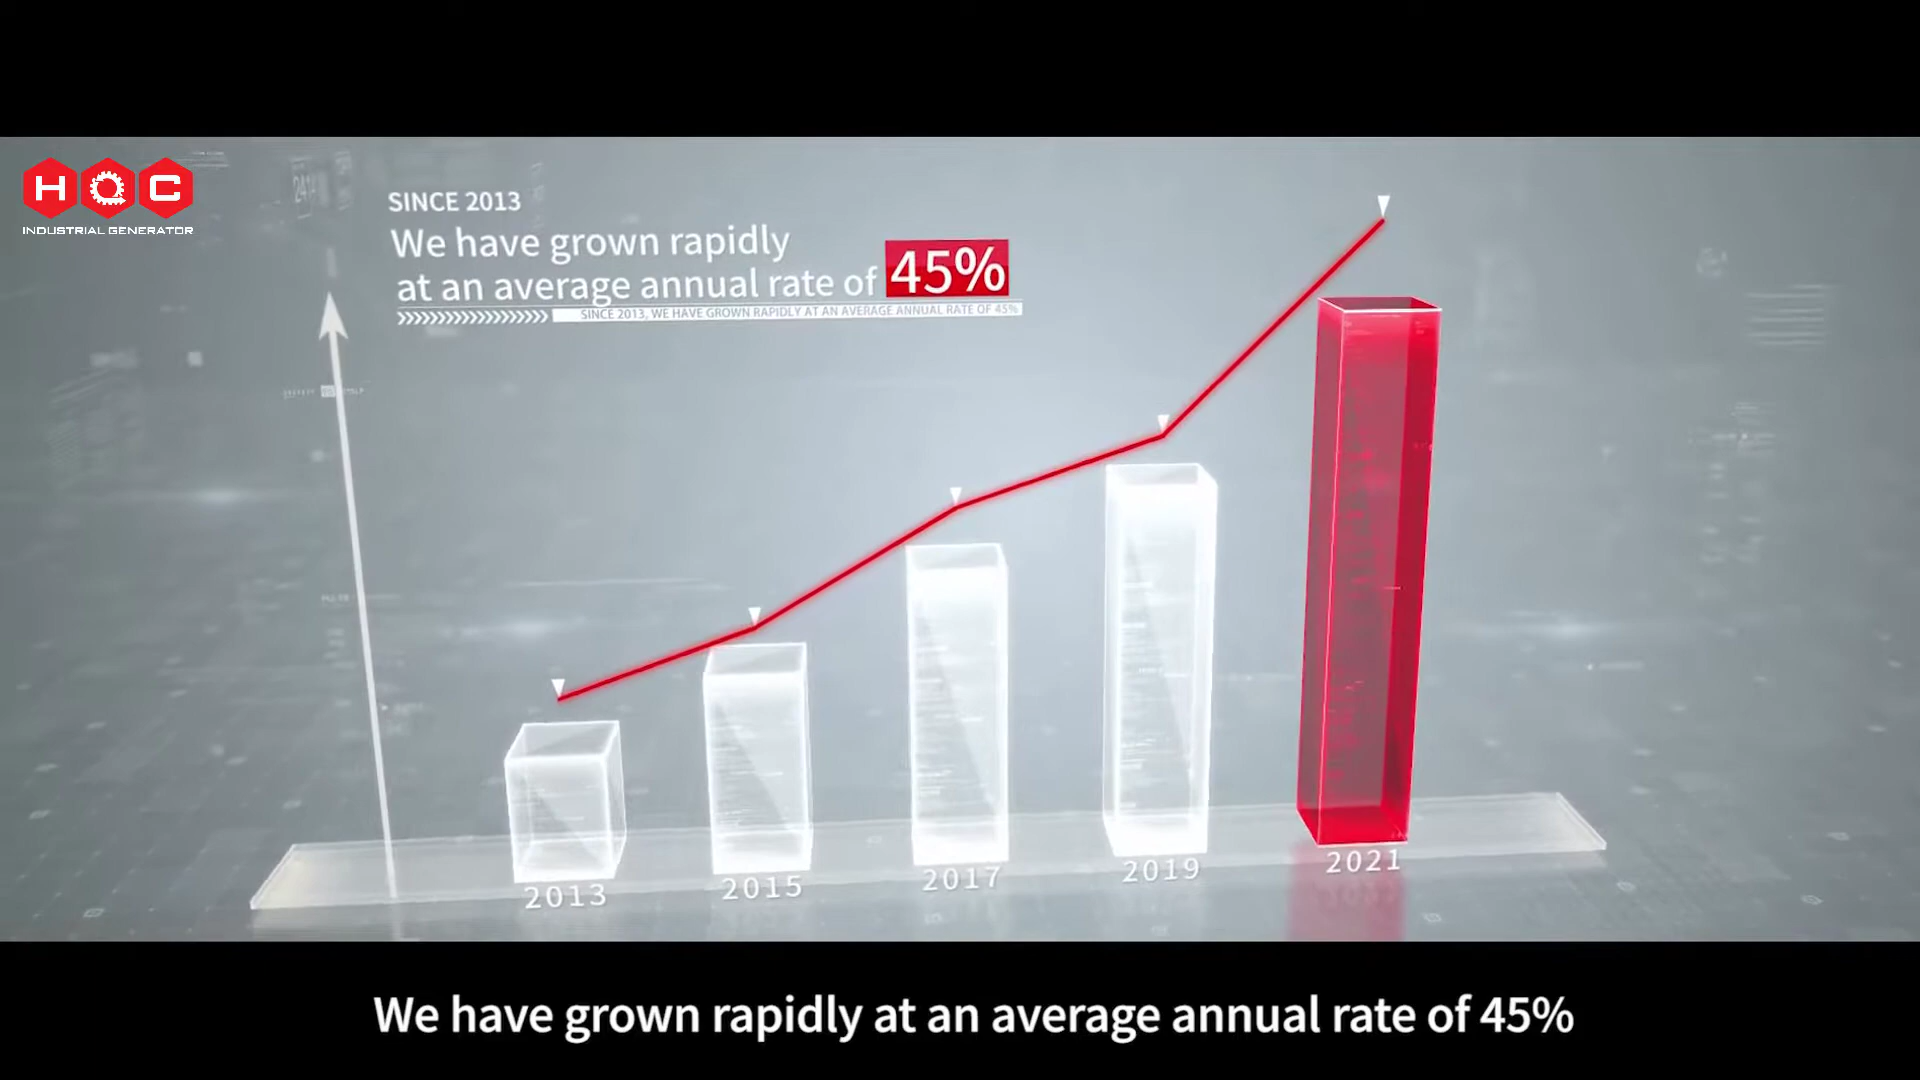 HQC
INDUSTRIAL GENERATOR
SINCE 2013
We have grown rapidly
at an average annual rate of 45%
SINCE 2013, WE HAVE GROWN RAPIDLY AT AN AVERAGE ANNUAL RATE OF 45%
2013
2015
2017
2019
2021
We have grown rapidly at an average annual rate of 45%